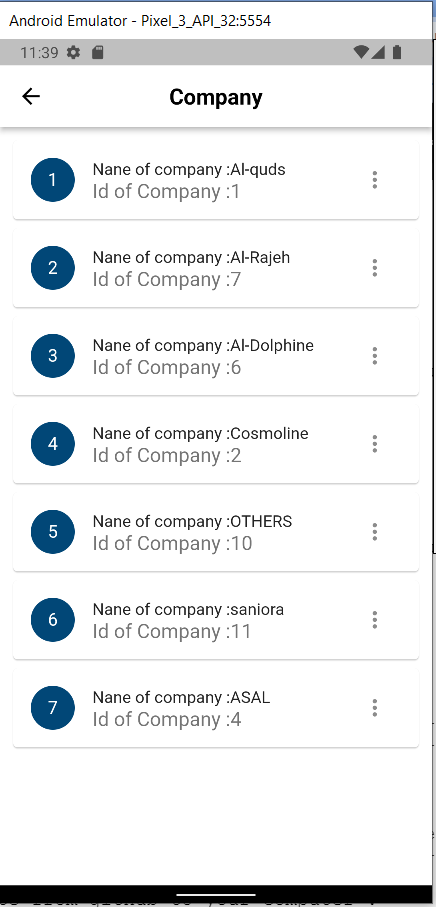 Android Emulator - Pixel_3_API_32:5554
11:39
Company
1
Nane of company :Al-quds
Id of Company :1
2
Nane of company :Al-Rajeh
Id of Company :7
3
Nane of company :Al-Dolphine
Id of Company :6
4
Nane of company :Cosmoline
Id of Company :2
5
Nane of company :OTHERS
Id of Company :10
6
Nane of company :saniora
Id of Company :11
7
Nane of company :ASAL
Id of Company :4